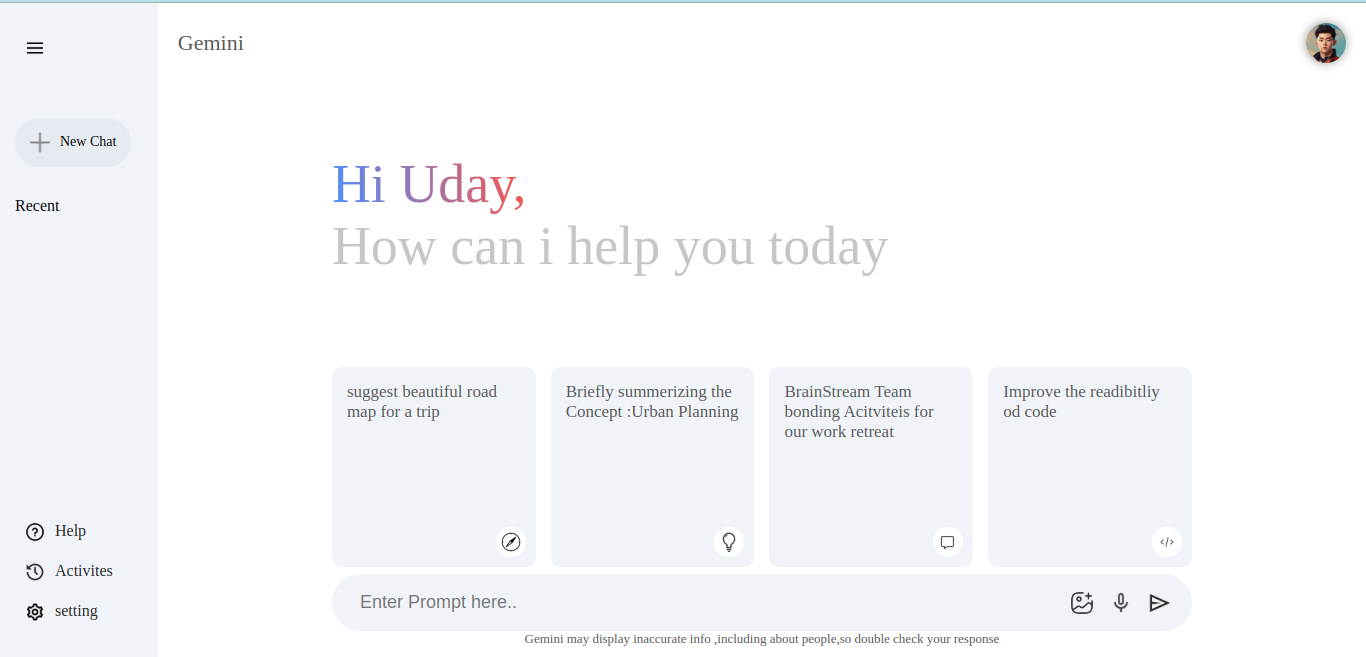 Gemini
New Chat
Recent
Hi Uday,
How can i help you today
suggest beautiful road
map for a trip
Briefly summerizing the
Concept :Urban Planning
BrainStream Team
bonding Acitviteis for
our work retreat
Improve the readibitliy
od code
Help
Activites
setting
Enter Prompt here..
Gemini may display inaccurate info ,including about people,so double check your response